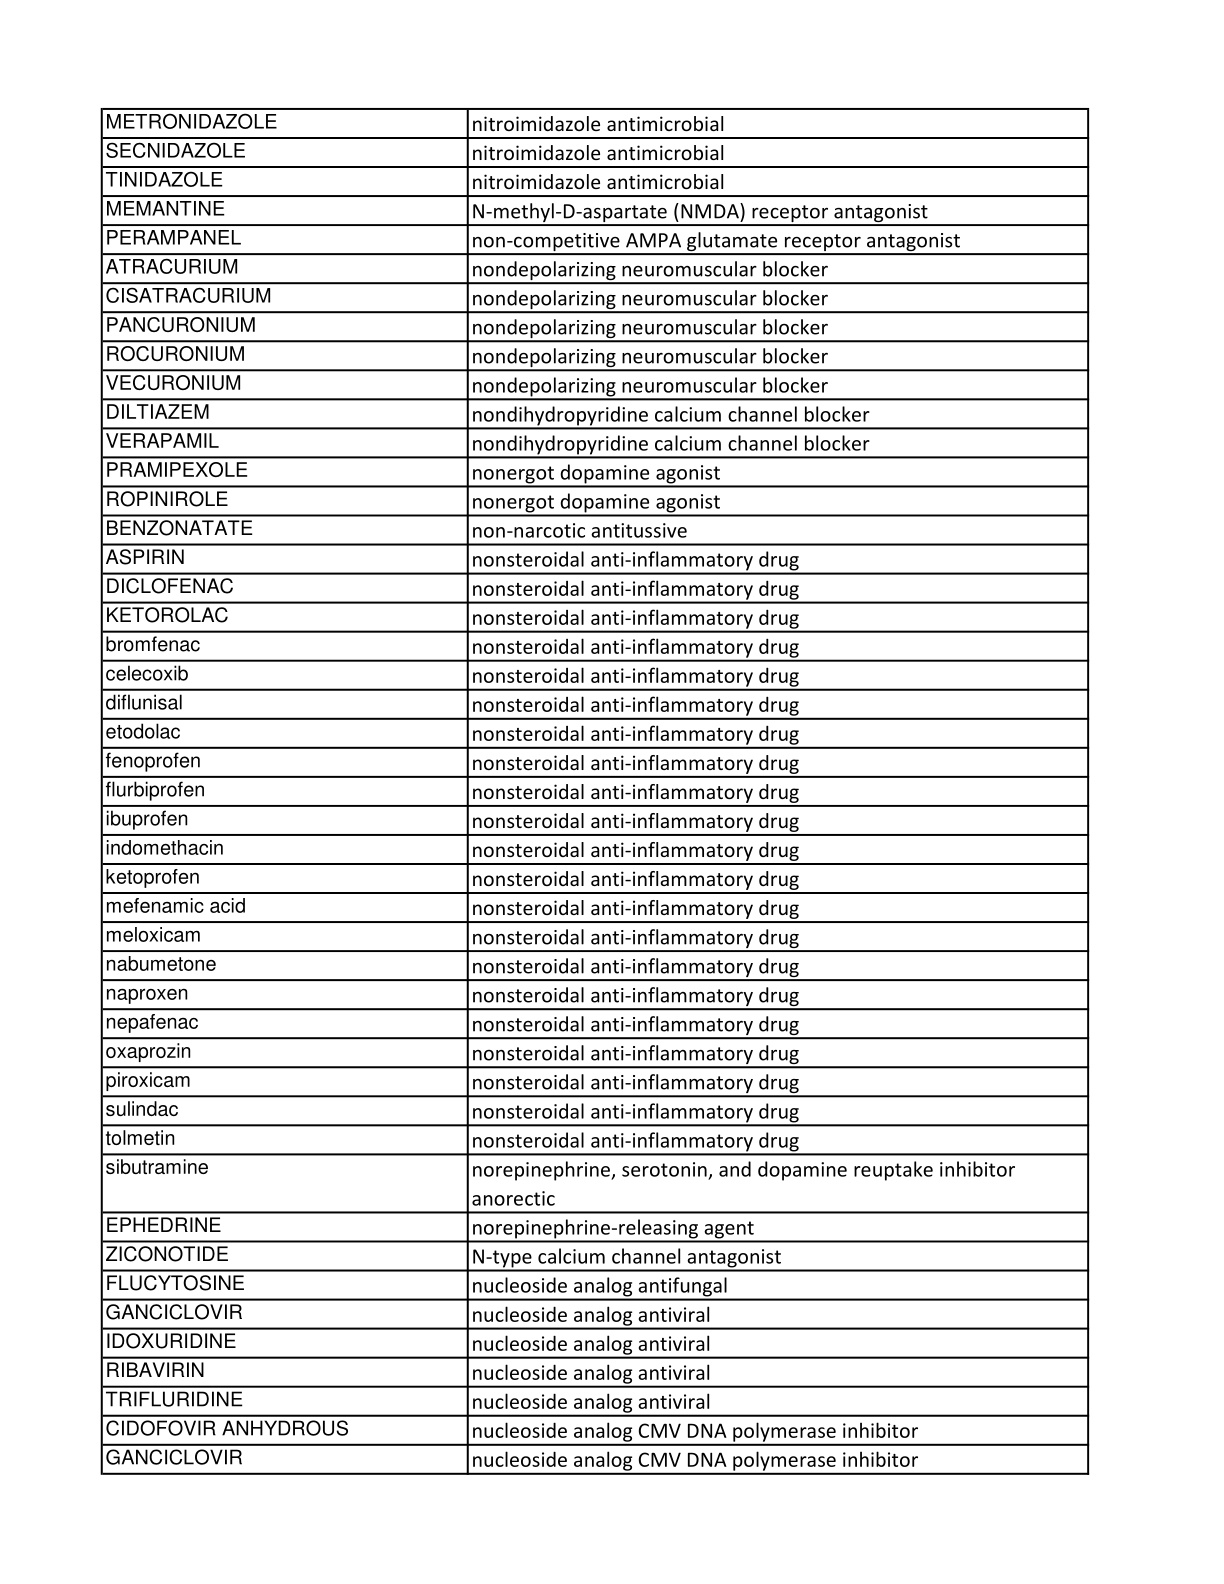 METRONIDAZOLE nitroimidazole antimicrobial
SECNIDAZOLE nitroimidazole antimicrobial
TINIDAZOLE nitroimidazole antimicrobial
MEMANTINE N-methyl-D-aspartate (NMDA) receptor antagonist
PERAMPANEL non-competitive AMPA glutamate receptor antagonist
ATRACURIUM nondepolarizing neuromuscular blocker
CISATRACURIUM nondepolarizing neuromuscular blocker
PANCURONIUM nondepolarizing neuromuscular blocker
ROCURONIUM nondepolarizing neuromuscular blocker
VECURONIUM nondepolarizing neuromuscular blocker
DILTIAZEM nondihydropyridine calcium channel blocker
VERAPAMIL nondihydropyridine calcium channel blocker
PRAMIPEXOLE nonergot dopamine agonist
ROPINIROLE nonergot dopamine agonist
BENZONATATE non-narcotic antitussive
ASPIRIN nonsteroidal anti-inflammatory drug
DICLOFENAC nonsteroidal anti-inflammatory drug
KETOROLAC nonsteroidal anti-inflammatory drug
bromfenac nonsteroidal anti-inflammatory drug
celecoxib nonsteroidal anti-inflammatory drug
diflunisal nonsteroidal anti-inflammatory drug
etodolac nonsteroidal anti-inflammatory drug
fenoprofen nonsteroidal anti-inflammatory drug
flurbiprofen nonsteroidal anti-inflammatory drug
ibuprofen nonsteroidal anti-inflammatory drug
indomethacin nonsteroidal anti-inflammatory drug
ketoprofen nonsteroidal anti-inflammatory drug
mefenamic acid nonsteroidal anti-inflammatory drug
meloxicam nonsteroidal anti-inflammatory drug
nabumetone nonsteroidal anti-inflammatory drug
naproxen nonsteroidal anti-inflammatory drug
nepafenac nonsteroidal anti-inflammatory drug
oxaprozin nonsteroidal anti-inflammatory drug
piroxicam nonsteroidal anti-inflammatory drug
sulindac nonsteroidal anti-inflammatory drug
tolmetin nonsteroidal anti-inflammatory drug
sibutramine norepinephrine, serotonin, and dopamine reuptake inhibitor
anorectic
EPHEDRINE norepinephrine-releasing agent
ZICONOTIDE N-type calcium channel antagonist
FLUCYTOSINE nucleoside analog antifungal
GANCICLOVIR nucleoside analog antiviral
IDOXURIDINE nucleoside analog antiviral
RIBAVIRIN nucleoside analog antiviral
TRIFLURIDINE nucleoside analog antiviral
CIDOFOVIR ANHYDROUS nucleoside analog CMV DNA polymerase inhibitor
GANCICLOVIR nucleoside analog CMV DNA polymerase inhibitor